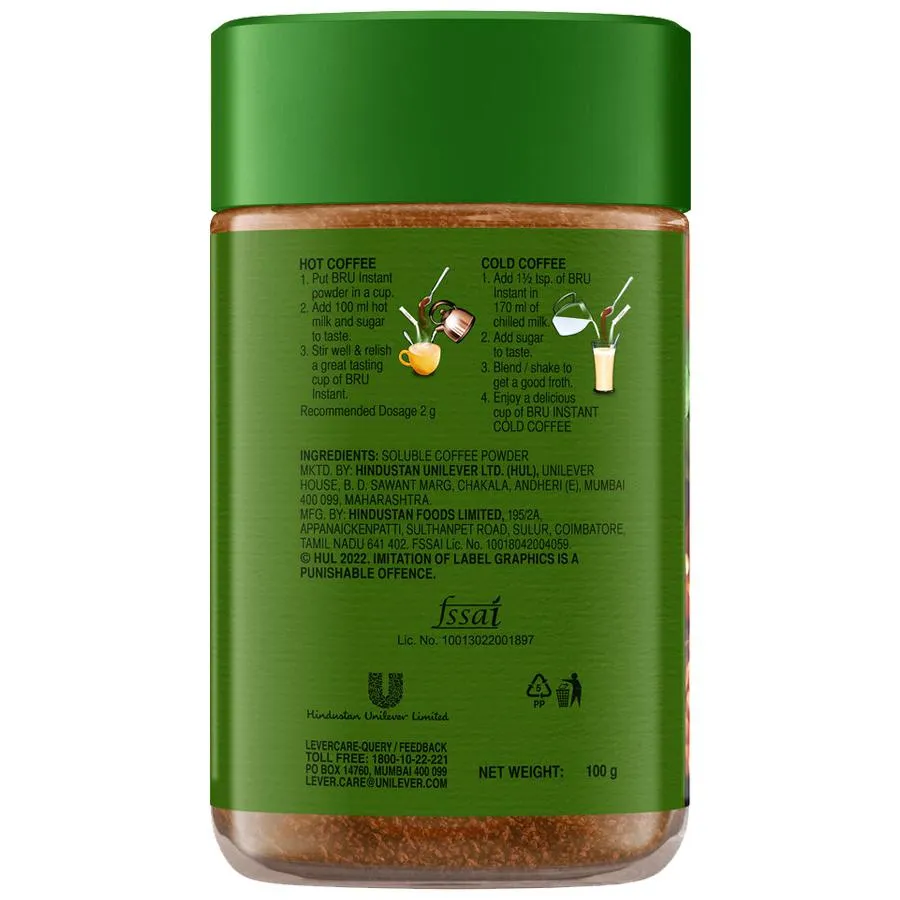 HOT COFFEE
1. Put BRU Instant
powder in a cup.
2. Add 100 ml hot
milk and sugar
to taste.
3. Stir well & relish
a great tasting
cup of BRU
Instant.
Recommended Dosage 2 g
COLD COFFEE
1. Add 1½ tsp. of BRU
Instant in
170 ml of
chilled milk.
2. Add sugar
to taste.
3. Blend / shake to
get a good froth.
4. Enjoy a delicious
cup of BRU INSTANT
COLD COFFEE
INGREDIENTS: SOLUBLE COFFEE POWDER
MKTD. BY: HINDUSTAN UNILEVER LTD. (HUL), UNILEVER
HOUSE, B. D. SAWANT MARG, CHAKALA, ANDHERI (E), MUMBAI
400 099, MAHARASHTRA.
MFG. BY: HINDUSTAN FOODS LIMITED, 195/2A,
APPANAICKENPATTI, SULTHANPET ROAD, SULUR, COIMBATORE,
TAMIL NADU 641 402. FSSAI Lic. No. 10018042004059.
© HUL 2022. IMITATION OF LABEL GRAPHICS IS A
PUNISHABLE OFFENCE.
fssai
Lic. No. 10013022001897
Hindustan Unilever Limited
5
PP
LEVERCARE-QUERY / FEEDBACK
TOLL FREE: 1800-10-22-221
PO BOX 14760, MUMBAI 400 099
LEVER.CARE@UNILEVER.COM
NET WEIGHT: 100 g